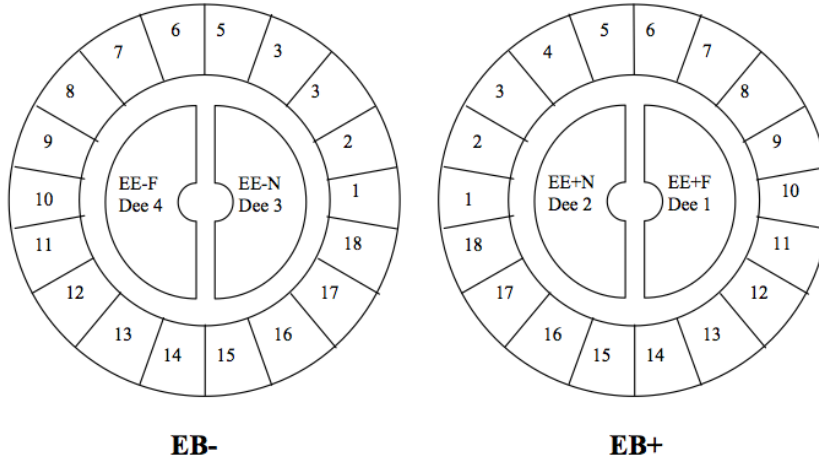 6 5
7 3
8 3
9 2
10 1
11 18
12 17
13 16
14 15
EE-F
Dee 4
EE-N
Dee 3
EB-
5 6
4 7
3 8
2 9
1 10
18 11
17 12
16 13
15 14
EE+N
Dee 2
EE+F
Dee 1
EB+